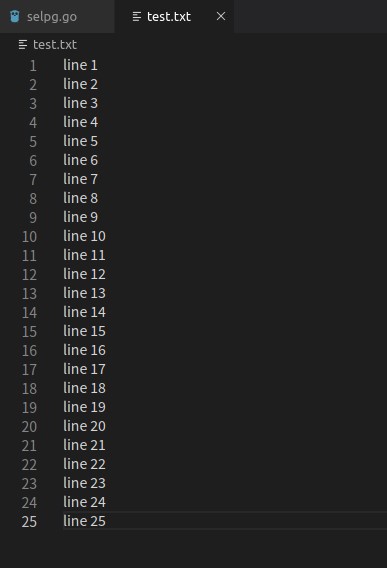 selpg.go test.txt
test.txt
1 line 1
2 line 2
3 line 3
4 line 4
5 line 5
6 line 6
7 line 7
8 line 8
9 line 9
10 line 10
11 line 11
12 line 12
13 line 13
14 line 14
15 line 15
16 line 16
17 line 17
18 line 18
19 line 19
20 line 20
21 line 21
22 line 22
23 line 23
24 line 24
25 line 25